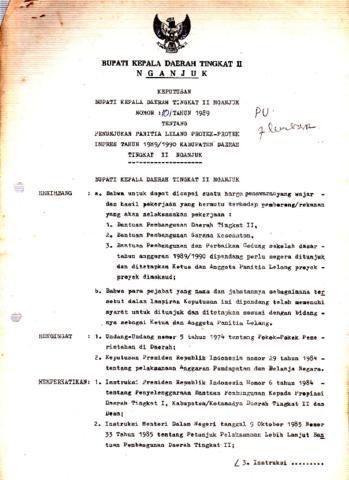 BUPATI KEPALA DAERAH TINGKAT II
NGANJUK
KEPUTUSAN
BUPATI KEPALA DAERAH TINGKAT II NGANJUK
NOMOR : 101 TAHUN 1989
TENTANG
PENUNJUKAN PANITIA LELANG PROYEK-PROYEK
INPRES TAHUN 1989/1990 KABUPATEN DAERAH
TINGKAT II NGANJUK
PU.
BUPATI KEPALA DAERAH TINGKAT II NGANJUK
MENIMBANG : a. Bahwa untuk dapat dicapai suatu harga penawaran yang wajar
dan hasil pekerjaan yang bermutu terhadap pemborong/rekanan
yang akan melaksanakan pekerjaan :
1. Bantuan Pembangunan Daerah Tingkat II,
2. Bantuan Pembangunan Sarana Kesehatan,
3. Bantuan Pembangunan dan Perbaikan Gedung sekolah dasar-
tahun anggaran 1989/1990 dipandang perlu segera ditunjuk
dan ditetapkan Ketua dan Anggota Panitia Lelang proyek-
proyek dimaksud;
b. Bahwa para pejabat yang nama dan jabatannya sebagaimana ter
sebut dalam lampiran Keputusan ini dipandang telah memenuhi
syarat untuk ditunjuk dan ditetapkan sesuai dengan bidang -
nya sebagai Ketua dan Anggota Panitia Lelang.
MENGINGAT : 1. Undang-Undang nomor 5 tahun 1974 tentang Pokok-Pokok Peme-
rintahan di Daerah;
2. Keputusan Presiden Republik Indonesia nomor 29 tahun 1984 -
tentang pelaksanaan Anggaran Pendapatan dan Belanja Negara.
MEMPERHATIKAN : 1. Instruksi Presiden Republik Indonesia Nomor 6 tahun 1984 -
tentang Penyelenggaraan Bantuan Pembangunan Kepada Propinsi
Daerah Tingkat I, Kabupaten/Kotamadya Daerah Tingkat II dan
Desa;
2. Instruksi Menteri Dalam Negeri tanggal 9 Oktober 1985 Nomor
33 Tahun 1985 tentang Petunjuk Pelaksanaan Lebih Lanjut Ban
tuan Pembangunan Daerah Tingkat II;
3. Instruksi .........